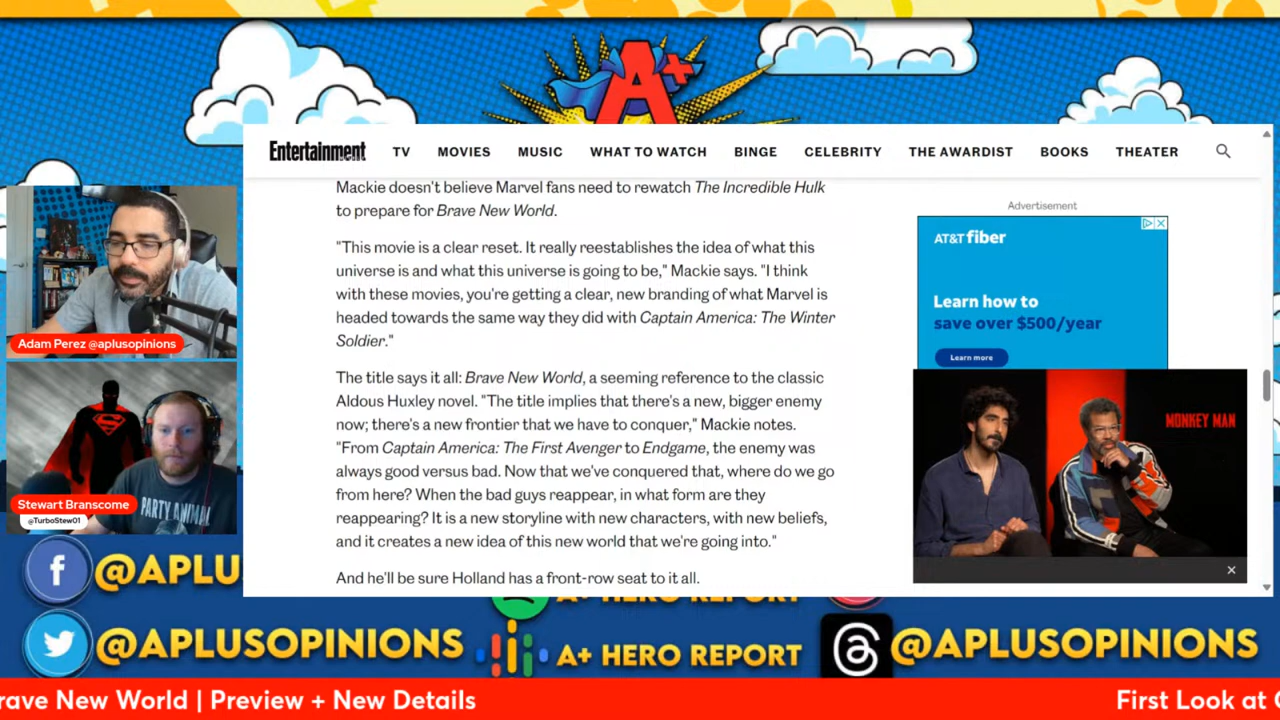 A+
Entertainment
TV
MOVIES
MUSIC
WHAT TO WATCH
BINGE
CELEBRITY
THE AWARDIST
BOOKS
THEATER
Mackie doesn't believe Marvel fans need to rewatch The Incredible Hulk
to prepare for Brave New World.
"This movie is a clear reset. It really reestablishes the idea of what this
universe is and what this universe is going to be," Mackie says. "I think
with these movies, you're getting a clear, new branding of what Marvel is
headed towards the same way they did with Captain America: The Winter
Soldier."
The title says it all: Brave New World, a seeming reference to the classic
Aldous Huxley novel. "The title implies that there's a new, bigger enemy
now; there's a new frontier that we have to conquer," Mackie notes.
"From Captain America: The First Avenger to Endgame, the enemy was
always good versus bad. Now that we've conquered that, where do we go
from here? When the bad guys reappear, in what form are they
reappearing? It is a new storyline with new characters, with new beliefs,
and it creates a new idea of this new world that we're going into."
And he'll be sure Holland has a front-row seat to it all.
Advertisement
AT&T fiber
Learn how to
save over $500/year
Learn more
MONKEY MAN
Adam Perez @aplusopinions
PARTY ANIMAL
Stewart Branscome
@TurboStew01
f @APLU
A+ HERO REPORT
@APLUSOPINIONS
A+ HERO REPORT
@APLUSOPINIONS
rave New World | Preview + New Details
First Look at